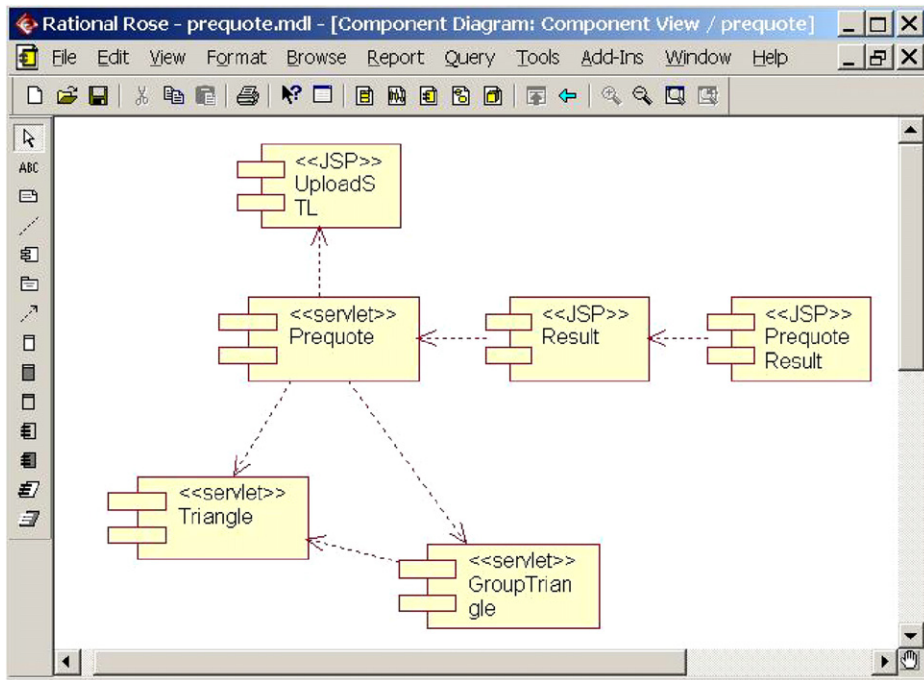 Rational Rose - prequote.mdl - [Component Diagram: Component View / prequote]
File Edit View Format Browse Report Query Tools Add-Ins Window Help
ABC
<<JSP>>
UploadS
TL
<<servlet>>
Prequote
<<JSP>>
Result
<<JSP>>
Prequote
Result
<<servlet>>
Triangle
<<servlet>>
GroupTrian
gle